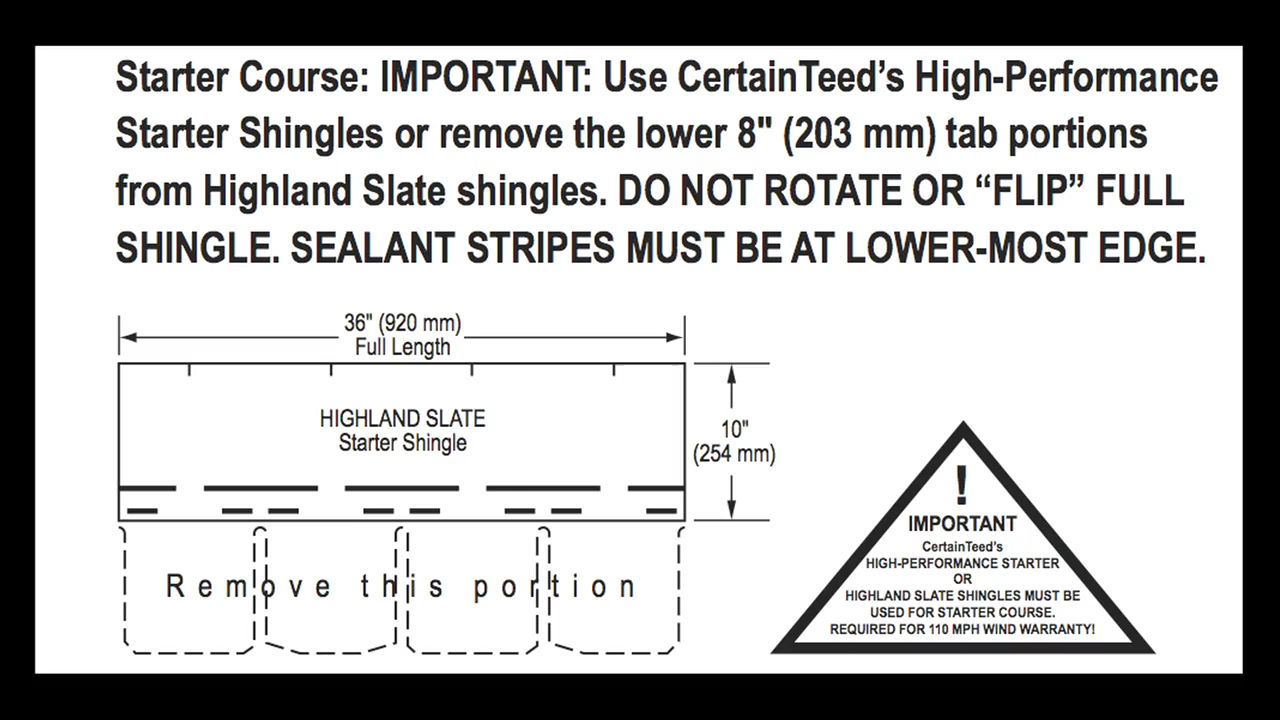 Starter Course: IMPORTANT: Use CertainTeed’s High-Performance
Starter Shingles or remove the lower 8" (203 mm) tab portions
from Highland Slate shingles. DO NOT ROTATE OR “FLIP” FULL
SHINGLE. SEALANT STRIPES MUST BE AT LOWER-MOST EDGE.
36" (920 mm)
Full Length
HIGHLAND SLATE
Starter Shingle
10"
(254 mm)
Remove this portion
!
IMPORTANT
CertainTeed’s
HIGH-PERFORMANCE STARTER
OR
HIGHLAND SLATE SHINGLES MUST BE
USED FOR STARTER COURSE.
REQUIRED FOR 110 MPH WIND WARRANTY!